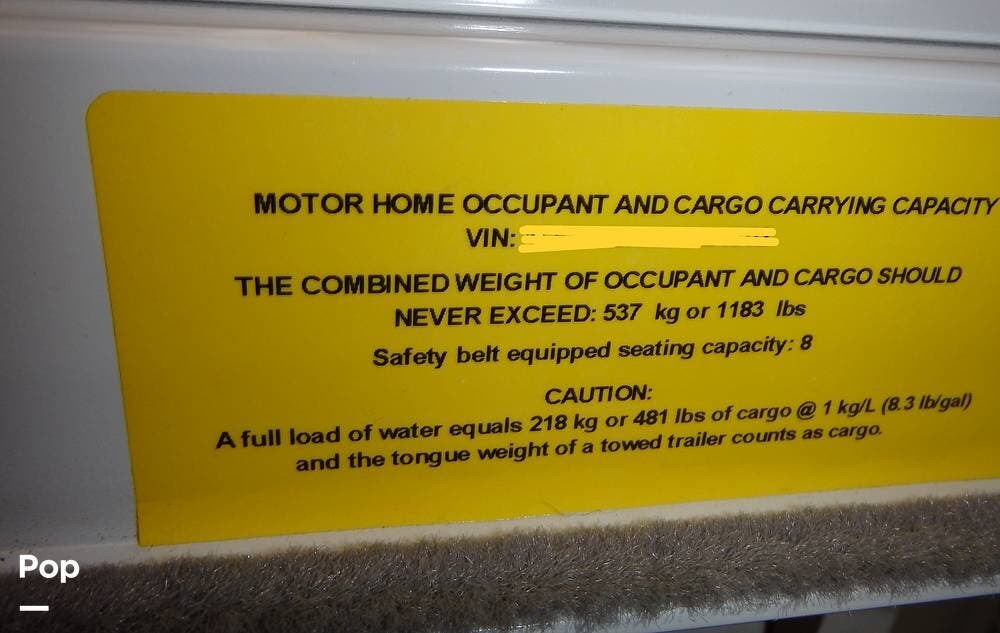 MOTOR HOME OCCUPANT AND CARGO CARRYING CAPACITY
VIN:
THE COMBINED WEIGHT OF OCCUPANT AND CARGO SHOULD
NEVER EXCEED: 537 kg or 1183 lbs
Safety belt equipped seating capacity: 8
CAUTION:
A full load of water equals 218 kg or 481 lbs of cargo @ 1 kg/L (8.3 lb/gal)
and the tongue weight of a towed trailer counts as cargo.
Pop